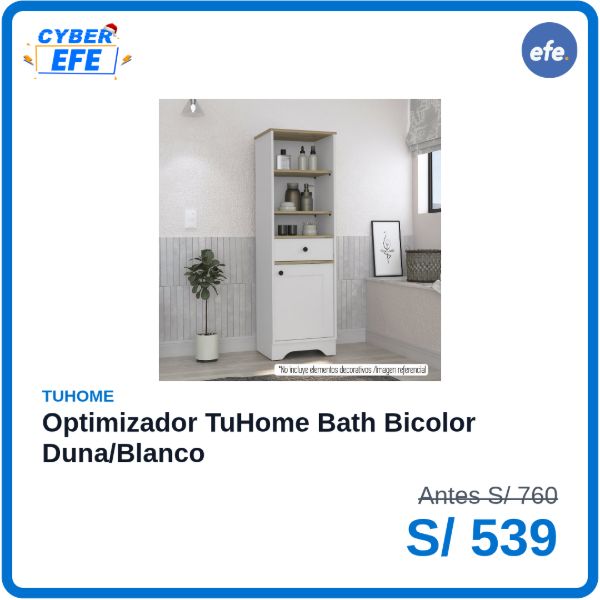 CYBER
EFE
efe.
*No incluye elementos decorativos /Imagen referencial
TUHOME
Optimizador TuHome Bath Bicolor
Duna/Blanco
Antes S/ 760
S/ 539